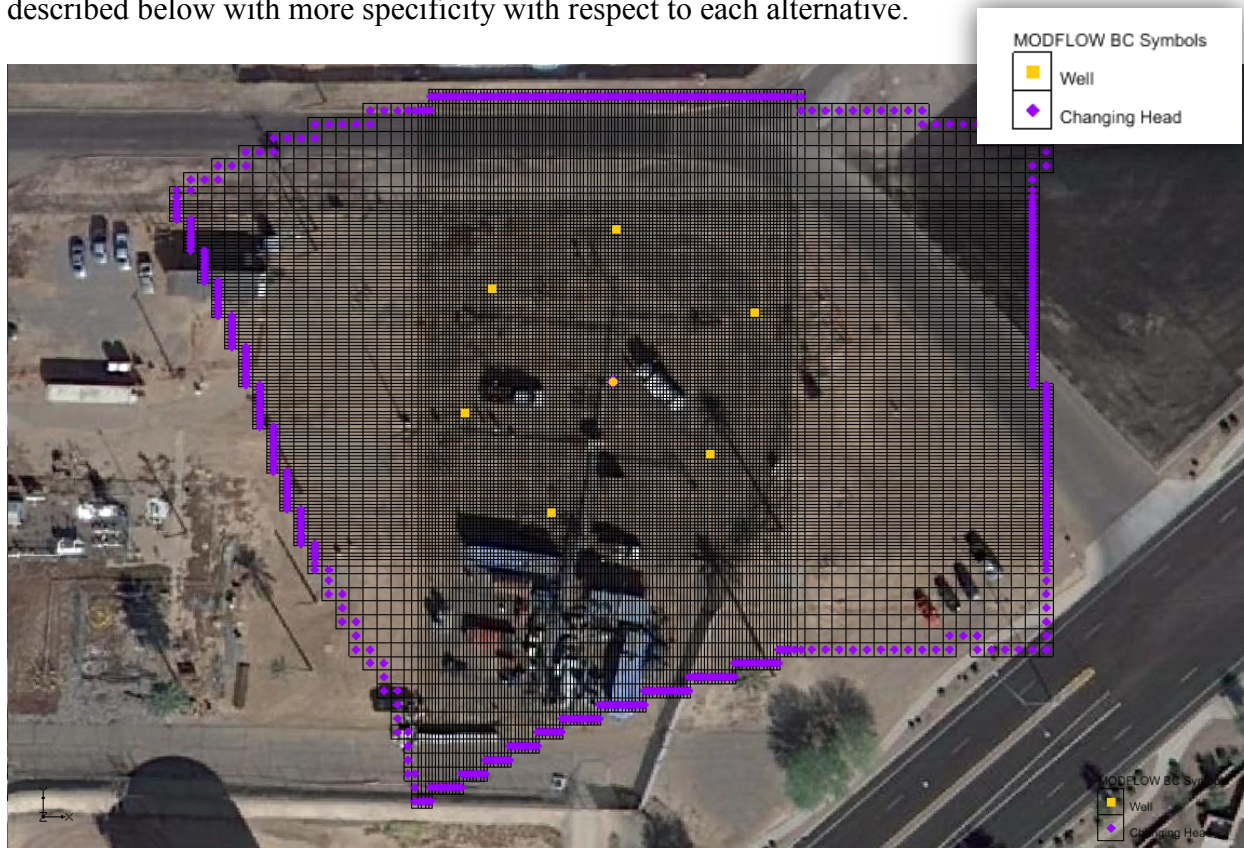 described below with more specificity with respect to each alternative.
MODFLOW BC Symbols
Well
Changing Head
MODFLOW BC Symbols
Well
Changing Head
Y
Z
X